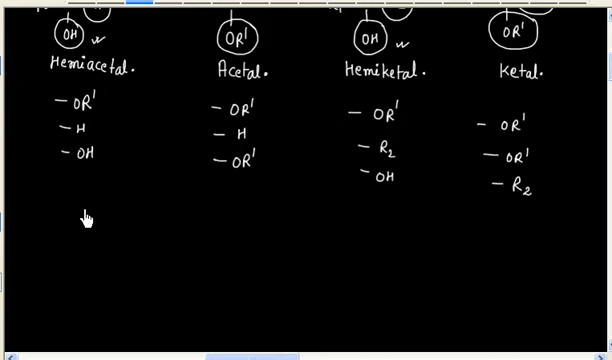 OH OR' OH OR'
Hemiacetal. Acetal. Hemiketal. Ketal.
- OR' - OR' - OR' - OR'
- H - H - R2 - OR'
- OH - OR' - OH - R2